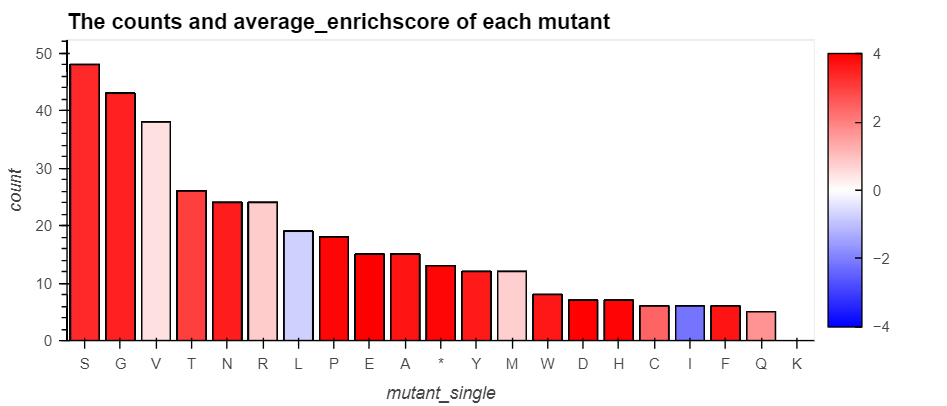 The counts and average_enrichscore of each mutant
50
40
30
20
10
0
count
S G V T N R L P E A * Y M W D H C I F Q K
mutant_single
4
2
0
−2
−4